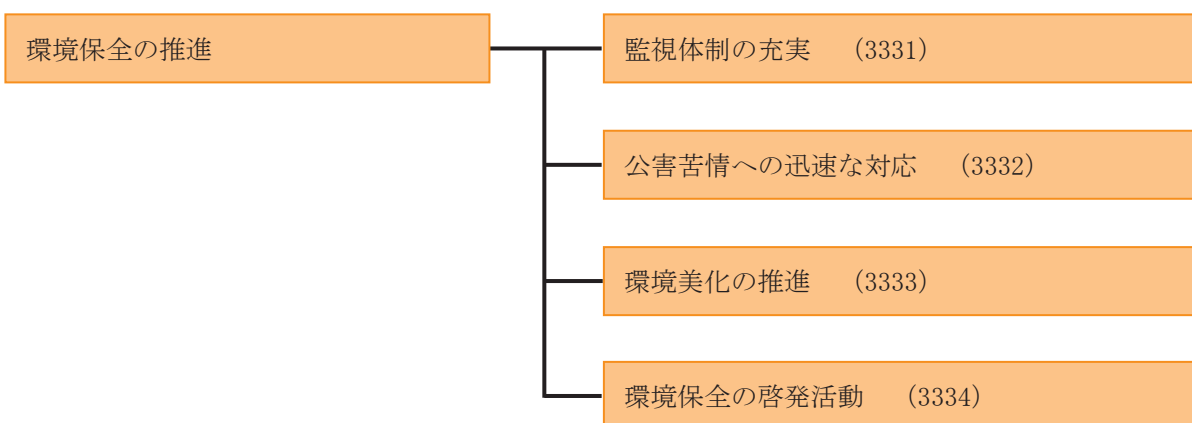 環境保全の推進
監視体制の充実　（3331）
公害苦情への迅速な対応　（3332）
環境美化の推進　（3333）
環境保全の啓発活動　（3334）